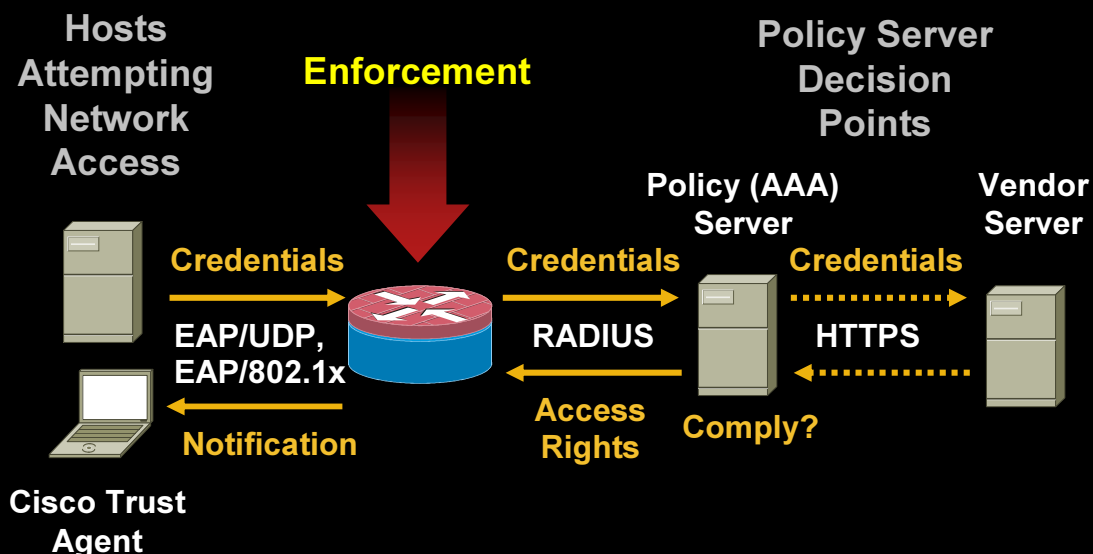 Hosts
Attempting
Network
Access
Enforcement
Policy Server
Decision
Points
Policy (AAA)
Server
Vendor
Server
Credentials
Credentials
Credentials
EAP/UDP,
EAP/802.1x
RADIUS
HTTPS
Notification
Access
Rights
Comply?
Cisco Trust
Agent